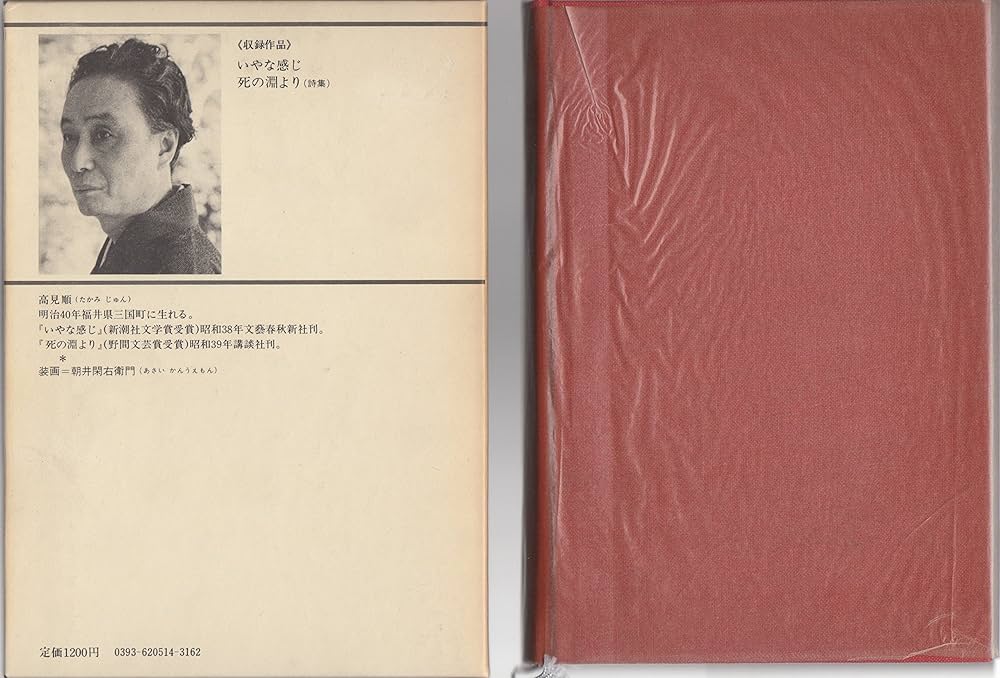 〈収録作品〉
いやな感じ
死の淵より(詩集)
高見順(たかみ じゅん)
明治40年福井県三国町に生れる。
『いやな感じ』(新潮社文学賞受賞)昭和38年文藝春秋新社刊。
『死の淵より』(野間文芸賞受賞)昭和39年講談社刊。
*
装画=朝井閑右衛門(あさい かんうえもん)
定価1200円 0393-620514-3162